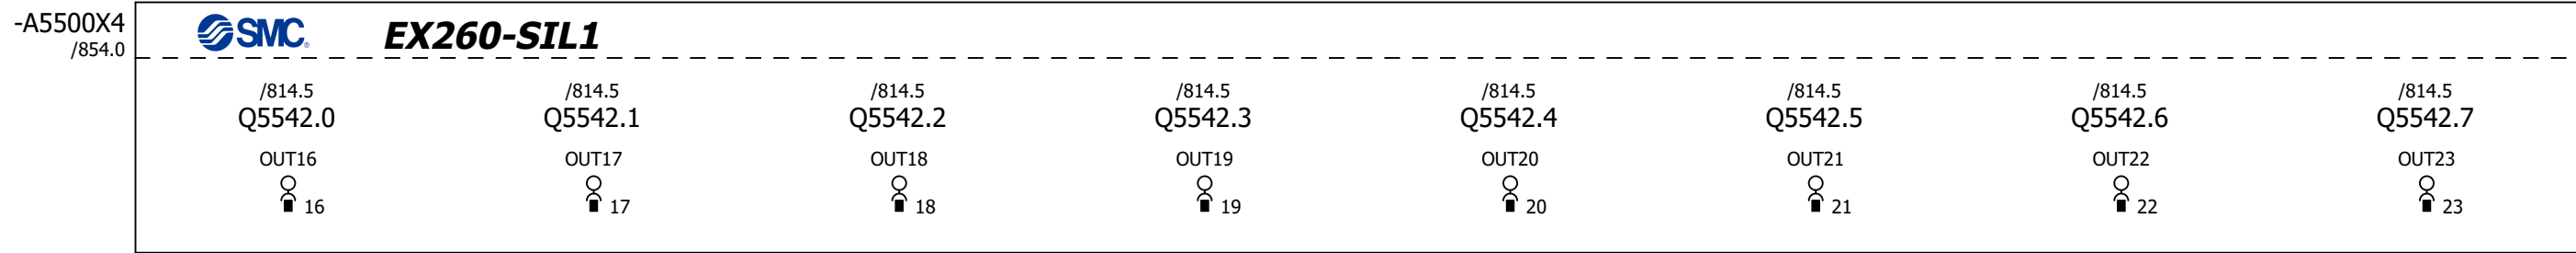 -A5500X4
/854.0
SMC
EX260-SIL1
/814.5 /814.5 /814.5 /814.5 /814.5 /814.5 /814.5 /814.5
Q5542.0 Q5542.1 Q5542.2 Q5542.3 Q5542.4 Q5542.5 Q5542.6 Q5542.7
OUT16 OUT17 OUT18 OUT19 OUT20 OUT21 OUT22 OUT23
16 17 18 19 20 21 22 23